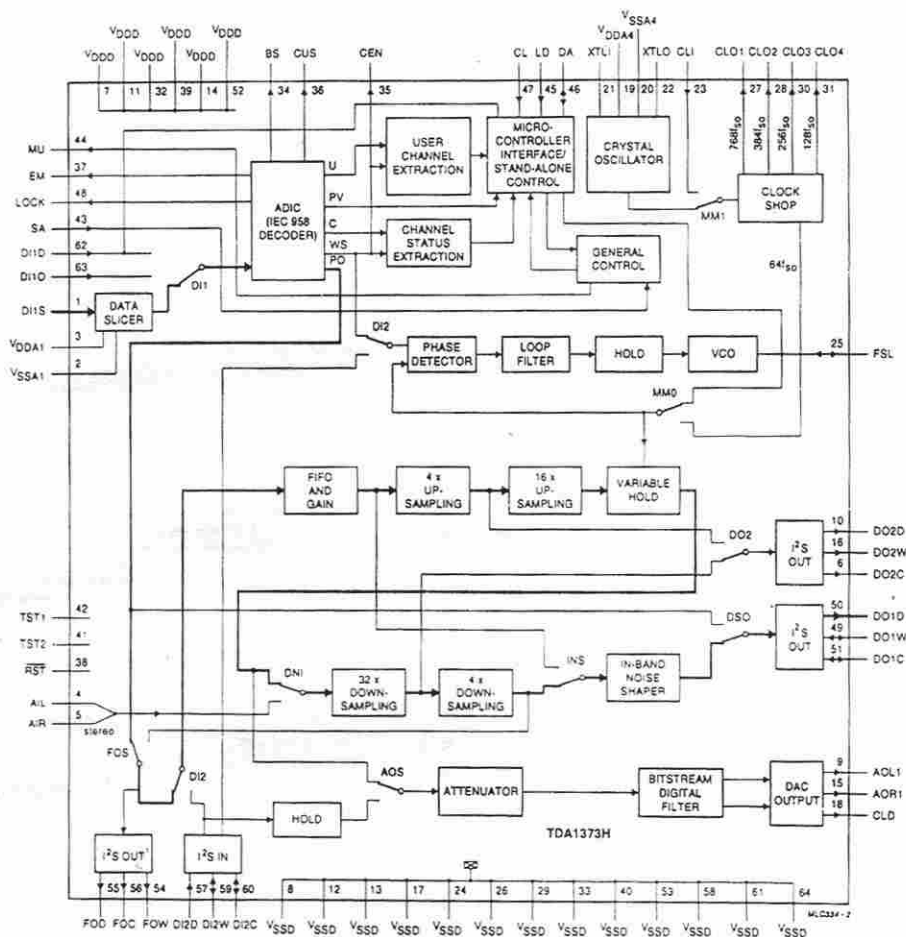 VDDD VDDD VDDD VDDD VDDD BS CUS CEN CL LD DA XTLI VDDA4 VSSA4 XTLO CLI CLO1 CLO2 CLO3 CLO4
7 11 32 39 14 52 34 36 35 47 45 46 21 19 20 22 23 27 28 30 31
768fso 384fso 256fso 128fso
MU 44
EM 37
LOCK 48
SA 43
DI1D 62
DI1O 63
DI1S 1
VDDA1 3
VSSA1 2
ADIC
(IEC 958
DECODER)
U
PV
C
WS
PO
USER
CHANNEL
EXTRACTION
CHANNEL
STATUS
EXTRACTION
MICRO-
CONTROLLER
INTERFACE/
STAND-ALONE
CONTROL
GENERAL
CONTROL
CRYSTAL
OSCILLATOR
MM1
CLOCK
SHOP
64fso
DI1
DATA
SLICER
DI2
PHASE
DETECTOR
LOOP
FILTER
HOLD
VCO
25 FSL
MM0
FIFO
AND
GAIN
4 x
UP-
SAMPLING
16 x
UP-
SAMPLING
VARIABLE
HOLD
DO2
I2S
OUT
10 DO2D
16 DO2W
6 DO2C
DSO
I2S
OUT
50 DO1D
49 DO1W
51 DO1C
TST1 42
TST2 41
RST 38
AIL 4
AIR 5
stereo
DNI
32 x
DOWN-
SAMPLING
4 x
DOWN-
SAMPLING
INS
IN-BAND
NOISE
SHAPER
FOS
DI2
AOS
HOLD
ATTENUATOR
BITSTREAM
DIGITAL
FILTER
DAC
OUTPUT
9 AOL1
15 AOR1
18 CLD
TDA1373H
I2S OUT
I2S IN
55 56 54 57 59 60 8 12 13 17 24 26 29 33 40 53 58 61 64
FOD FOC FOW DI2D DI2W DI2C VSSD VSSD VSSD VSSD VSSD VSSD VSSD VSSD VSSD VSSD VSSD VSSD VSSD
MLC334 - 2